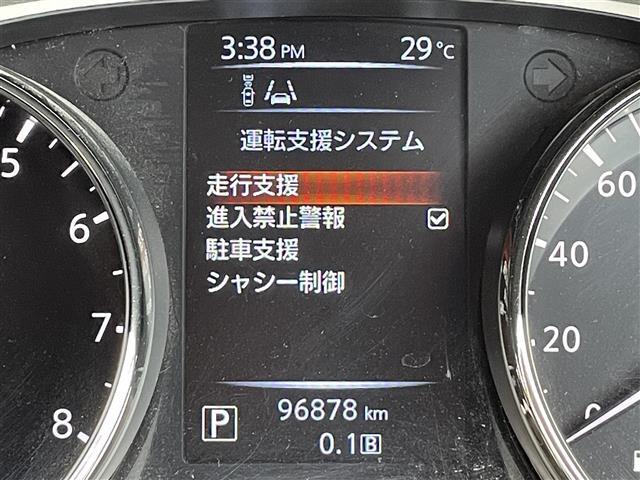 3:38 PM 29 °C
運転支援システム
走行支援
進入禁止警報
駐車支援
シャシー制御
P 96878 km
0.1 B
5
6
7
8
60
40
20
0